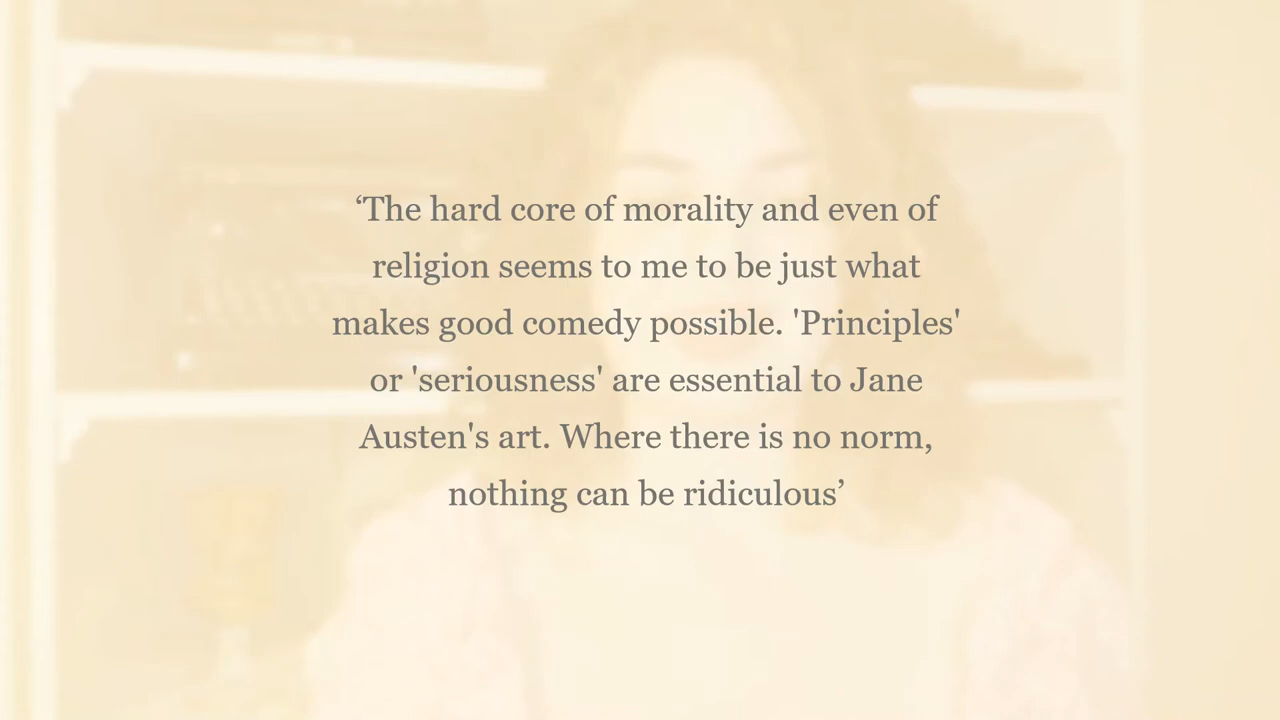 ‘The hard core of morality and even of
religion seems to me to be just what
makes good comedy possible. 'Principles'
or 'seriousness' are essential to Jane
Austen's art. Where there is no norm,
nothing can be ridiculous’